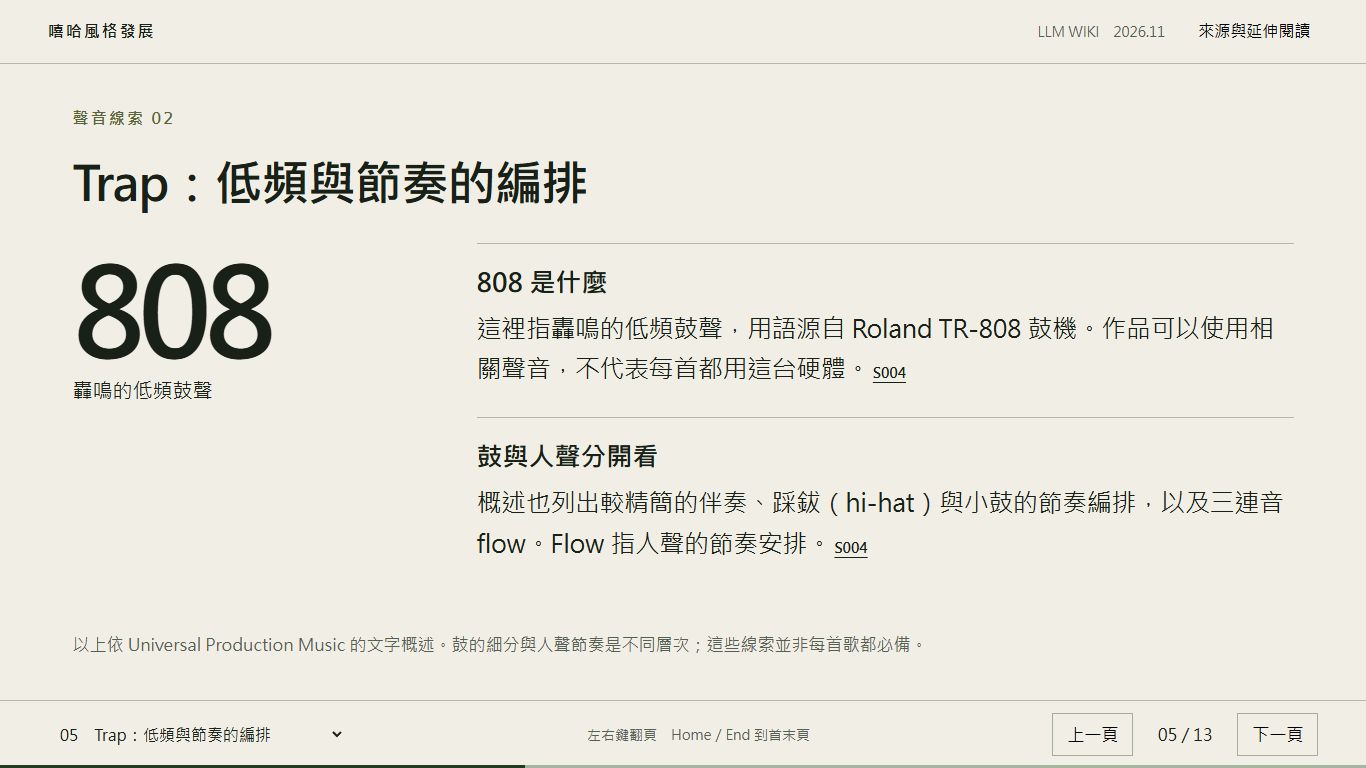 嘻哈風格發展
LLM WIKI 2026.11 來源與延伸閱讀
聲音線索 02
Trap：低頻與節奏的編排
808
轟鳴的低頻鼓聲
808 是什麼
這裡指轟鳴的低頻鼓聲，用語源自 Roland TR-808 鼓機。作品可以使用相
關聲音，不代表每首都用這台硬體。 S004
鼓與人聲分開看
概述也列出較精簡的伴奏、踩鈸（hi-hat）與小鼓的節奏編排，以及三連音
flow。Flow 指人聲的節奏安排。 S004
以上依 Universal Production Music 的文字概述。鼓的細分與人聲節奏是不同層次；這些線索並非每首歌都必備。
05 Trap：低頻與節奏的編排
左右鍵翻頁 Home / End 到首末頁
上一頁 05 / 13 下一頁